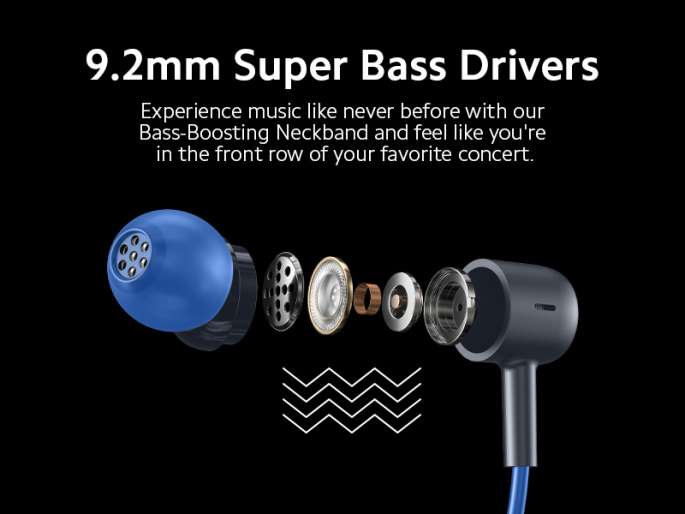 9.2mm Super Bass Drivers
Experience music like never before with our
Bass-Boosting Neckband and feel like you're
in the front row of your favorite concert.